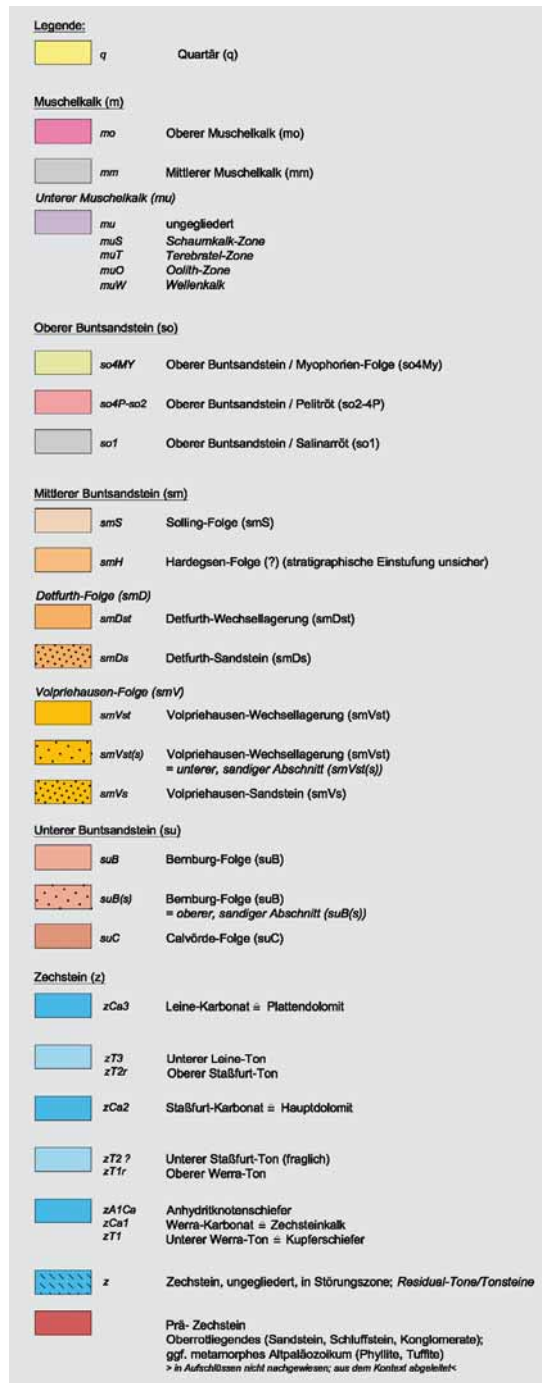 Legende:
q Quartär (q)
Muschelkalk (m)
mo Oberer Muschelkalk (mo)
mm Mittlerer Muschelkalk (mm)
Unterer Muschelkalk (mu)
mu ungegliedert
muS Schaumkalk-Zone
muT Terebratel-Zone
muO Oolith-Zone
muW Wellenkalk
Oberer Buntsandstein (so)
so4MY Oberer Buntsandstein / Myophorien-Folge (so4My)
so4P-so2 Oberer Buntsandstein / Pelitröt (so2-4P)
so1 Oberer Buntsandstein / Salinarröt (so1)
Mittlerer Buntsandstein (sm)
smS Solling-Folge (smS)
smH Hardegsen-Folge (?) (stratigraphische Einstufung unsicher)
Detfurth-Folge (smD)
smDst Detfurth-Wechsellagerung (smDst)
smDs Detfurth-Sandstein (smDs)
Volpriehausen-Folge (smV)
smVst Volpriehausen-Wechsellagerung (smVst)
smVst(s) Volpriehausen-Wechsellagerung (smVst)
= unterer, sandiger Abschnitt (smVst(s))
smVs Volpriehausen-Sandstein (smVs)
Unterer Buntsandstein (su)
suB Bernburg-Folge (suB)
suB(s) Bernburg-Folge (suB)
= oberer, sandiger Abschnitt (suB(s))
suC Calvörde-Folge (suC)
Zechstein (z)
zCa3 Leine-Karbonat ≙ Plattendolomit
zT3 Unterer Leine-Ton
zT2r Oberer Staßfurt-Ton
zCa2 Staßfurt-Karbonat ≙ Hauptdolomit
zT2 ? Unterer Staßfurt-Ton (fraglich)
zT1r Oberer Werra-Ton
zA1Ca Anhydritknotenschiefer
zCa1 Werra-Karbonat ≙ Zechsteinkalk
zT1 Unterer Werra-Ton ≙ Kupferschiefer
z Zechstein, ungegliedert, in Störungszone; Residual-Tone/Tonsteine
Prä- Zechstein
Oberrotliegendes (Sandstein, Schluffstein, Konglomerate);
ggf. metamorphes Altpaläozoikum (Phyllite, Tuffite)
> in Aufschlüssen nicht nachgewiesen; aus dem Kontext abgeleitet<